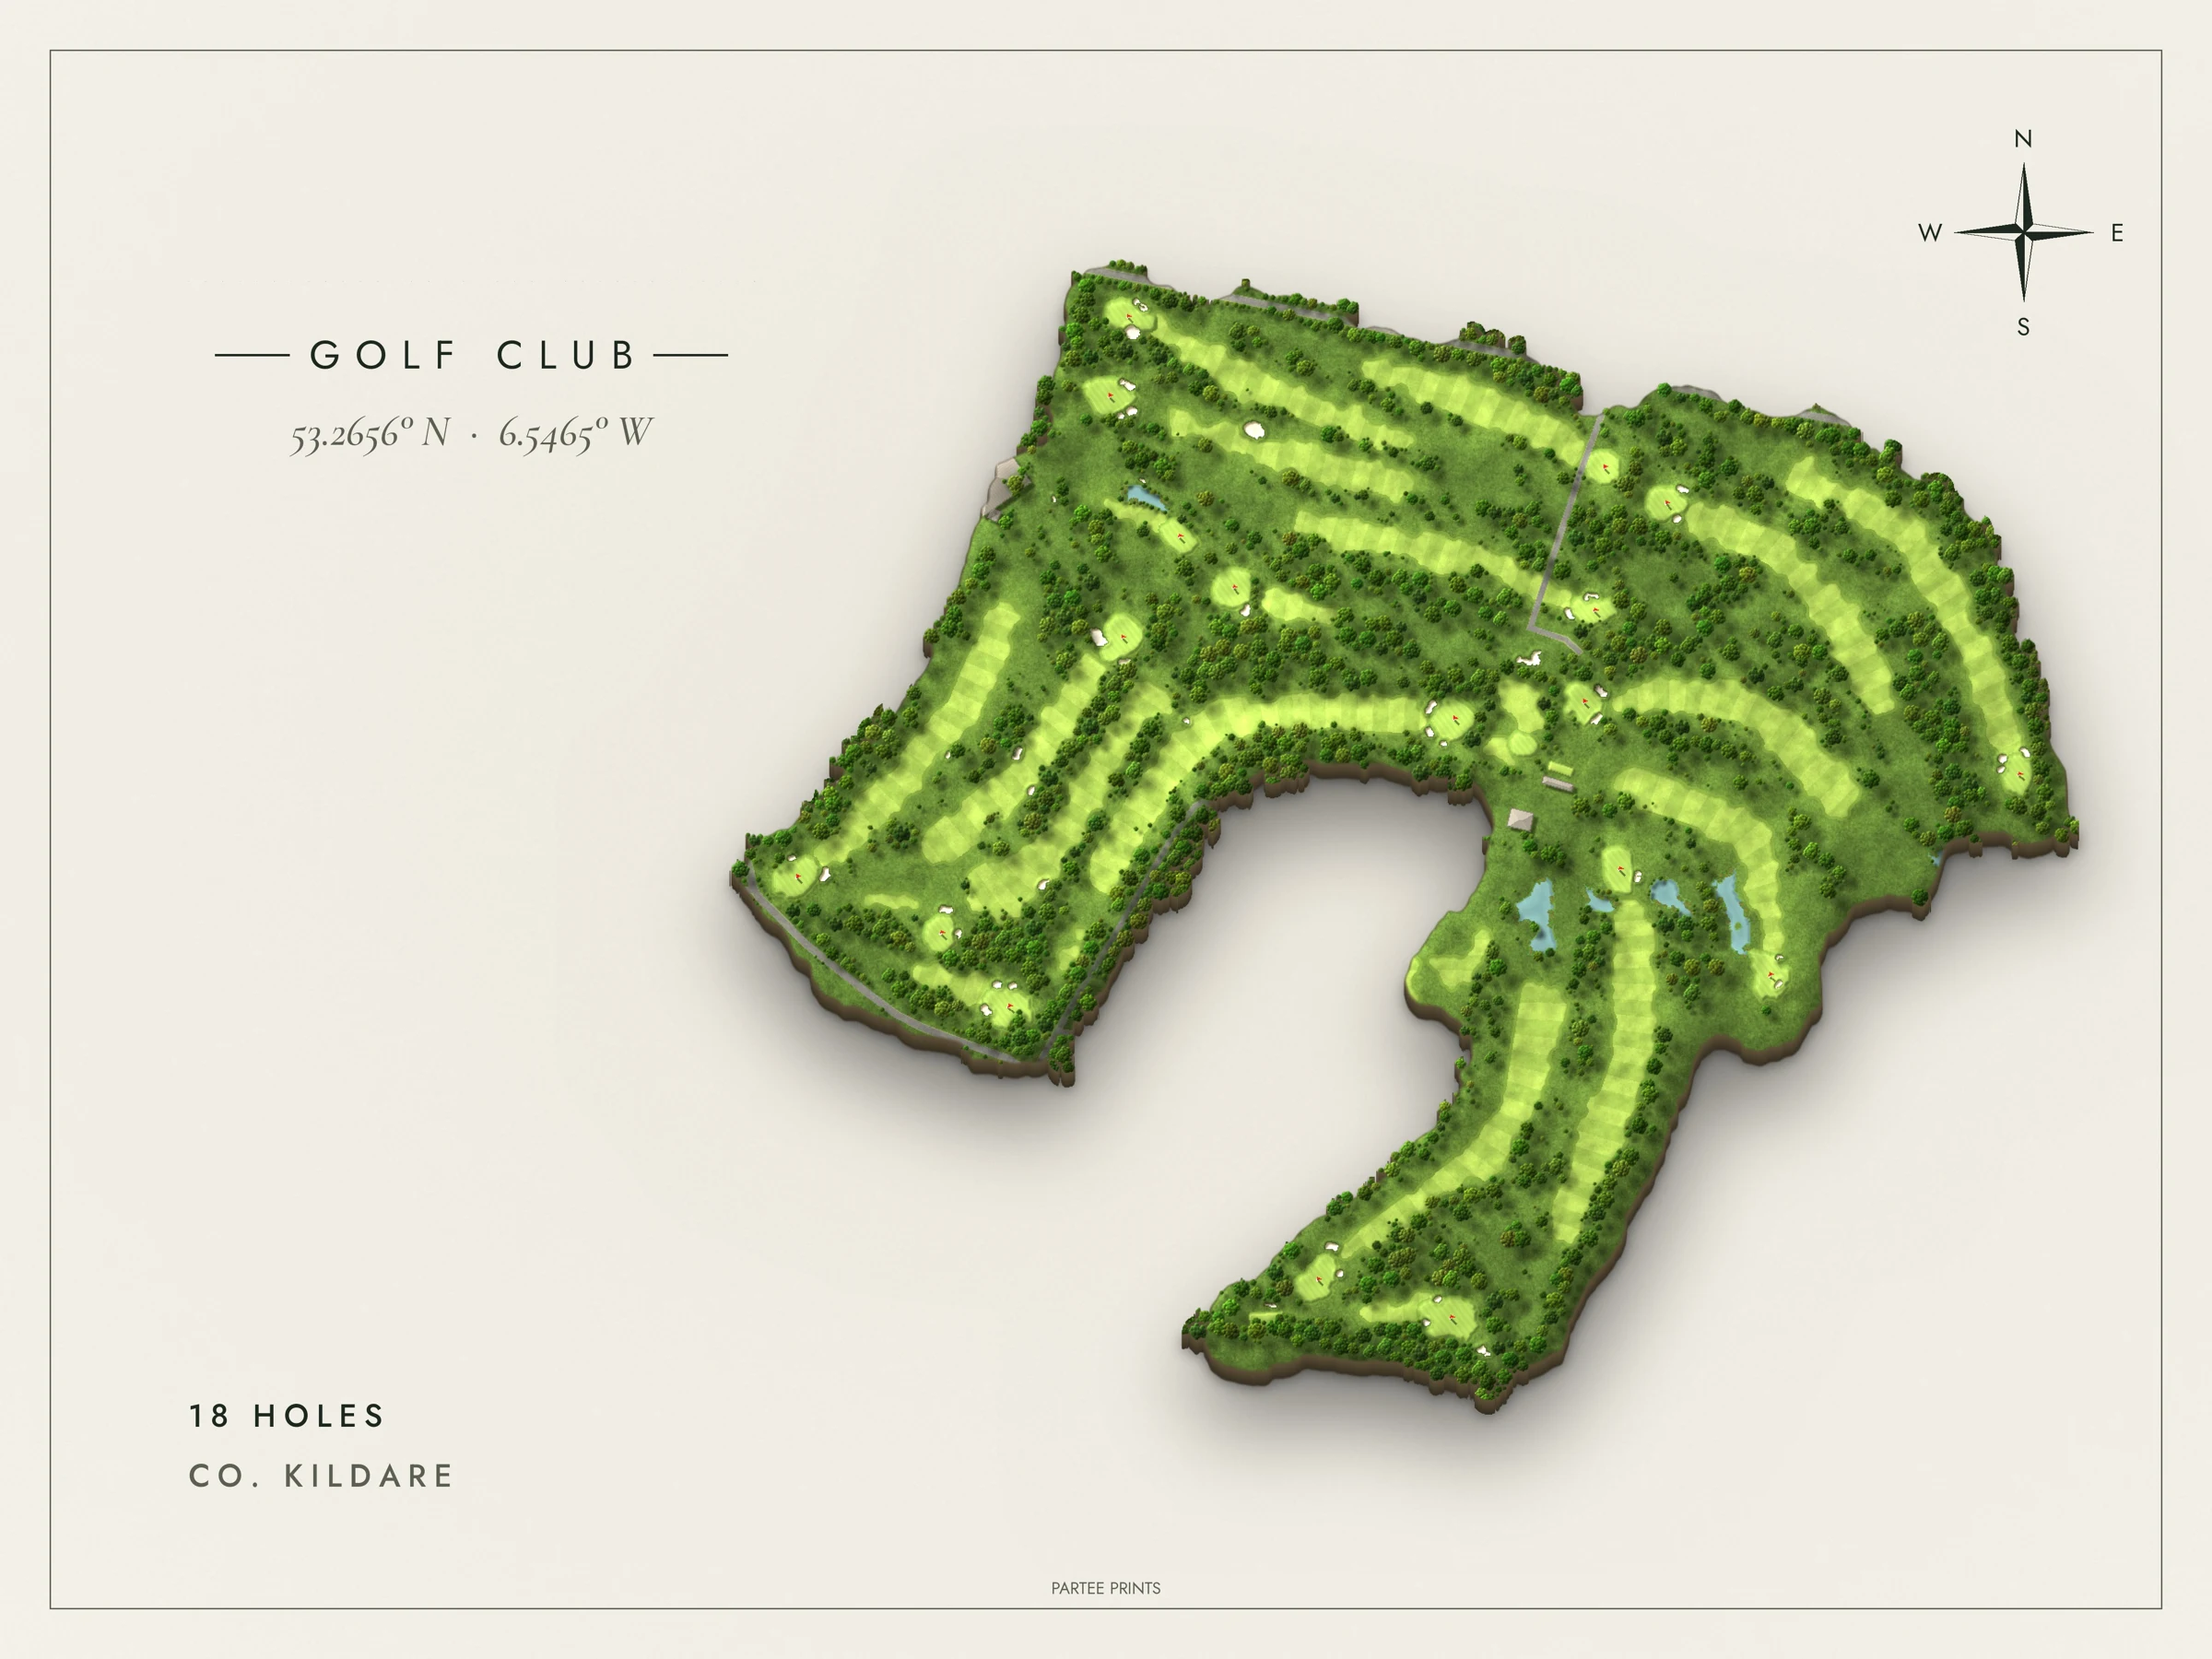 N
W E
S
GOLF CLUB
53.2656° N · 6.5465° W
18 HOLES
CO. KILDARE
PARTEE PRINTS